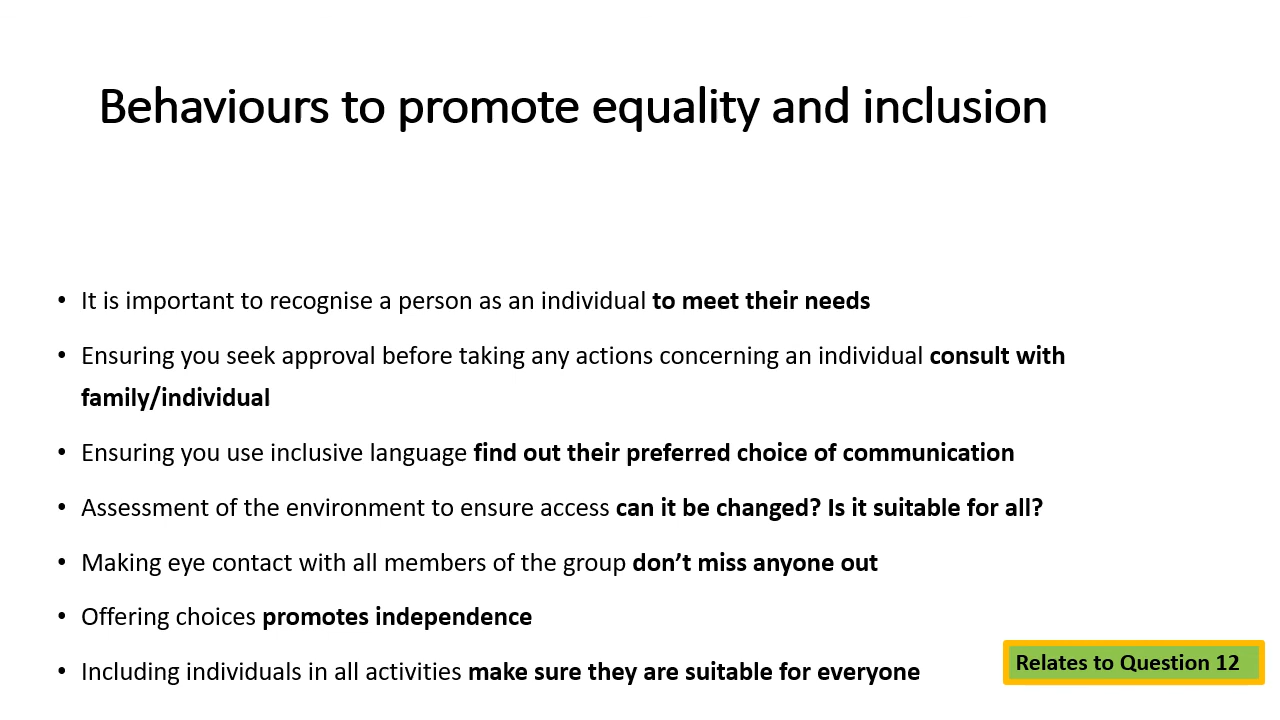 Behaviours to promote equality and inclusion
• It is important to recognise a person as an individual to meet their needs
• Ensuring you seek approval before taking any actions concerning an individual consult with
family/individual
• Ensuring you use inclusive language find out their preferred choice of communication
• Assessment of the environment to ensure access can it be changed? Is it suitable for all?
• Making eye contact with all members of the group don’t miss anyone out
• Offering choices promotes independence
• Including individuals in all activities make sure they are suitable for everyone
Relates to Question 12